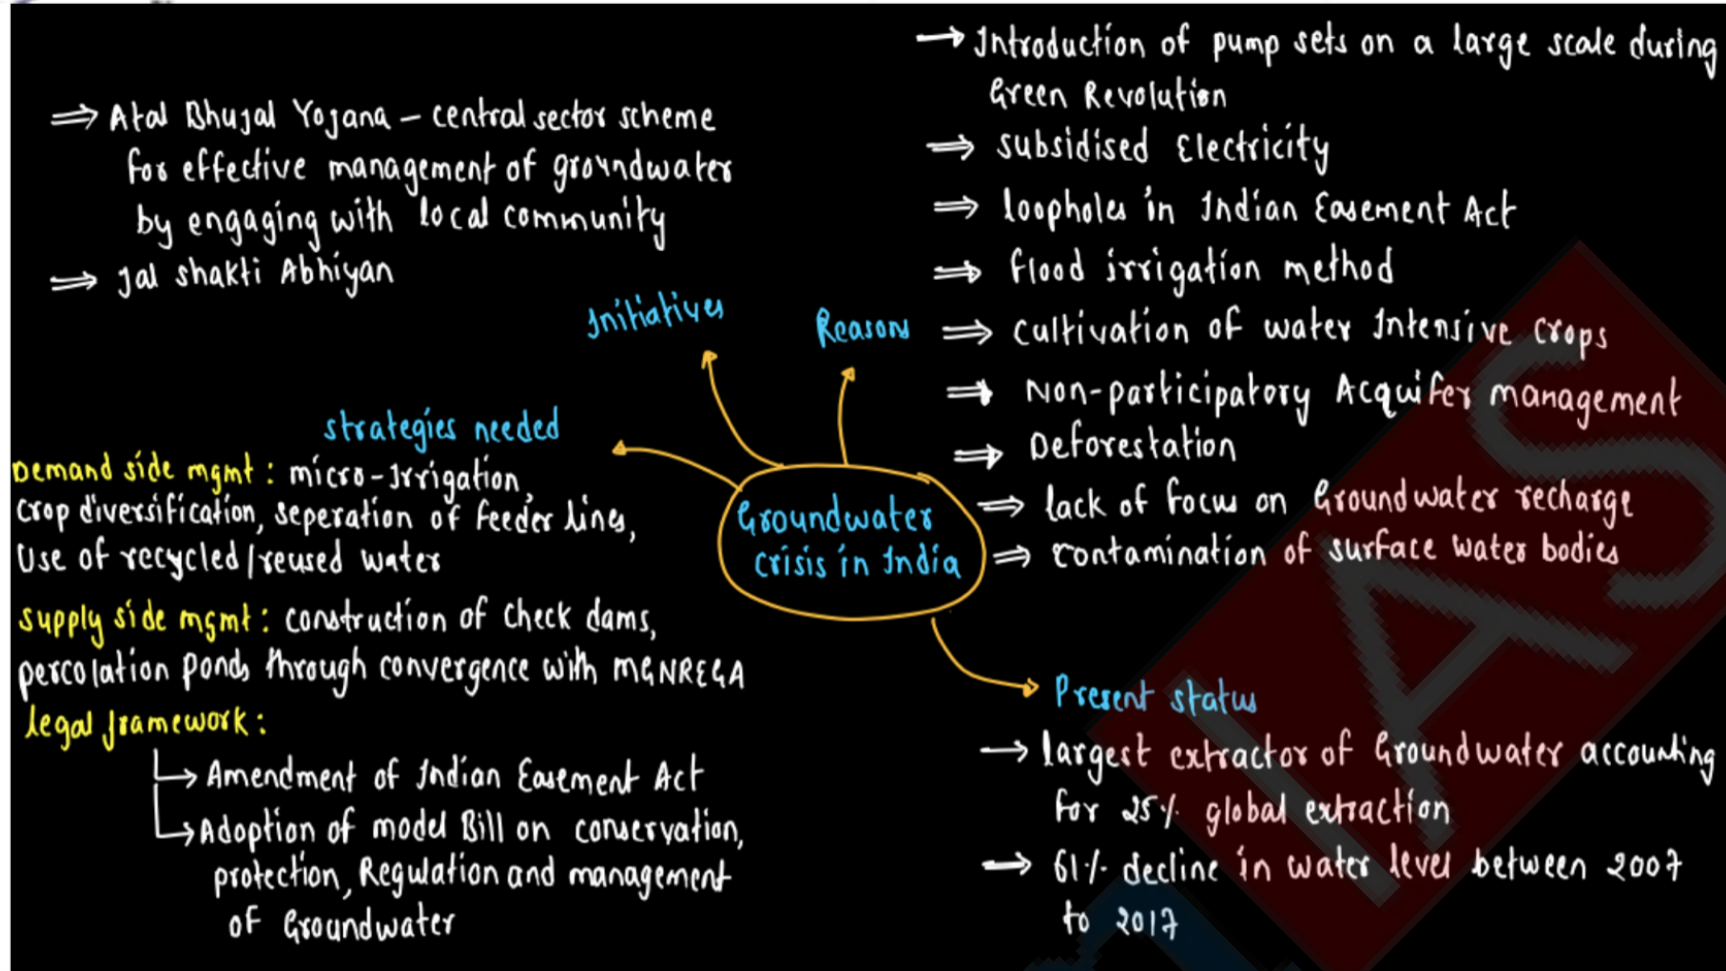 ⇒ Atal Bhujal Yojana – central sector scheme
for effective management of groundwater
by engaging with local community
⇒ Jal shakti Abhiyan
Initiatives
Reasons
→ Introduction of pump sets on a large scale during
Green Revolution
⇒ subsidised Electricity
⇒ loopholes in Indian Easement Act
⇒ flood irrigation method
⇒ cultivation of water Intensive crops
⇒ Non-participatory Acquifer management
⇒ Deforestation
⇒ lack of focus on Groundwater recharge
⇒ contamination of surface water bodies
strategies needed
Demand side mgmt: micro-Irrigation,
crop diversification, seperation of feeder lines,
Use of recycled/reused water
supply side mgmt: construction of check dams,
percolation ponds through convergence with MGNREGA
legal framework:
↳ Amendment of Indian Easement Act
↳ Adoption of model Bill on conservation,
protection, Regulation and management
of Groundwater
Groundwater
crisis in India
Present status
→ largest extractor of Groundwater accounting
for 25% global extraction
→ 61% decline in water level between 2007
to 2017
IAS